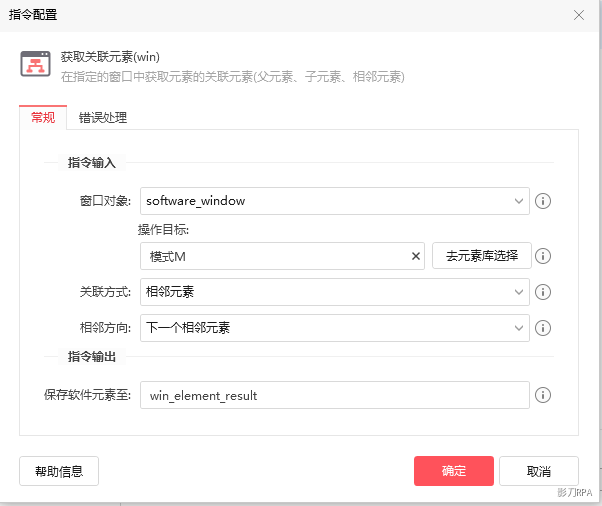 指令配置
获取关联元素(win)
在指定的窗口中获取元素的关联元素(父元素、子元素、相邻元素)
常规 错误处理
指令输入
窗口对象: software_window
操作目标:
模式M 去元素库选择
关联方式: 相邻元素
相邻方向: 下一个相邻元素
指令输出
保存软件元素至: win_element_result
帮助信息 确定 取消
影刀RPA